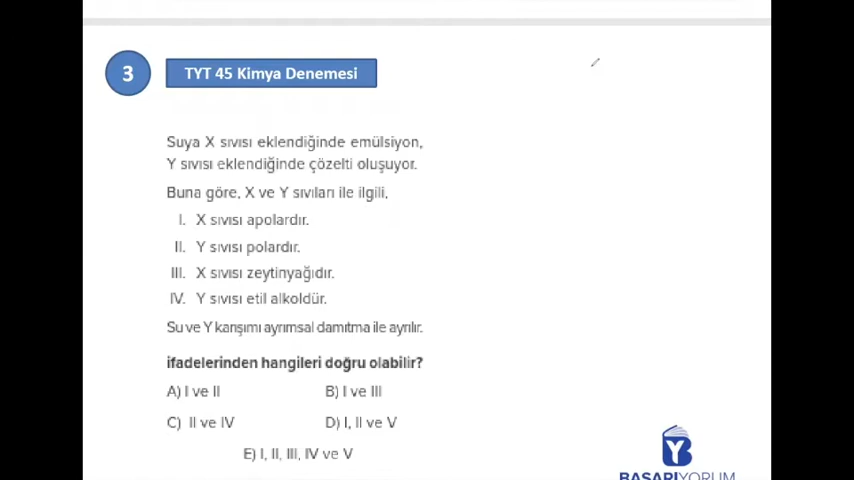 3
TYT 45 Kimya Denemesi
Suya X sıvısı eklendiğinde emülsiyon,
Y sıvısı eklendiğinde çözelti oluşuyor.
Buna göre, X ve Y sıvıları ile ilgili,
I. X sıvısı apolardır.
II. Y sıvısı polardır.
III. X sıvısı zeytinyağıdır.
IV. Y sıvısı etil alkoldür.
Su ve Y karışımı ayrımsal damıtma ile ayrılır.
ifadelerinden hangileri doğru olabilir?
A) I ve II B) I ve III
C) II ve IV D) I, II ve V
E) I, II, III, IV ve V
BAŞARIYORUM